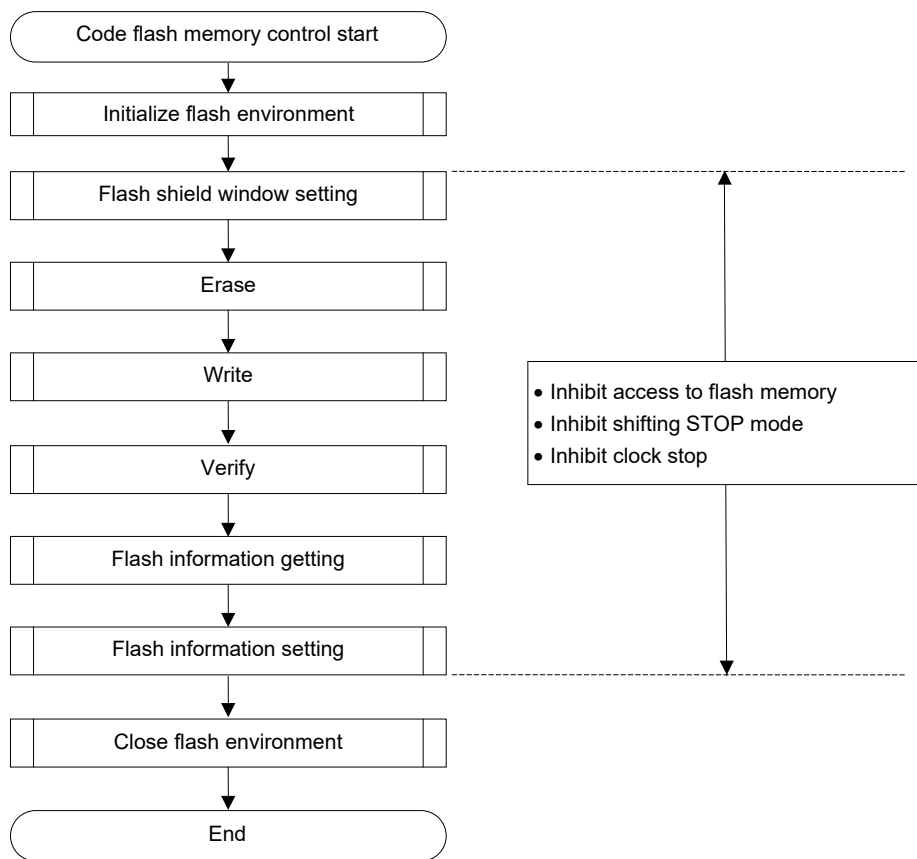 Code flash memory control start
Initialize flash environment
Flash shield window setting
Erase
Write
Verify
Flash information getting
Flash information setting
Close flash environment
End
• Inhibit access to flash memory
• Inhibit shifting STOP mode
• Inhibit clock stop